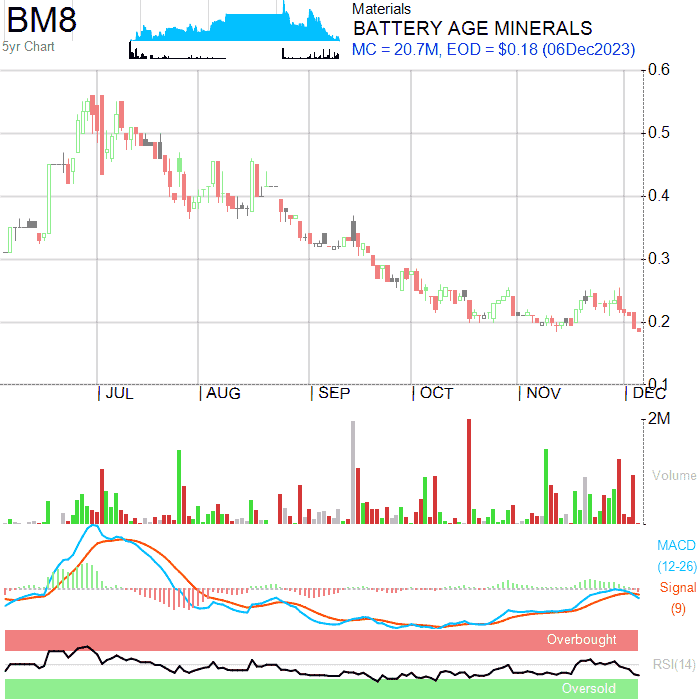 BM8
5yr Chart
Materials
BATTERY AGE MINERALS
MC = 20.7M, EOD = $0.18 (06Dec2023)
0.6
0.5
0.4
0.3
0.2
0.1
JUL AUG SEP OCT NOV DEC
2M
Volume
MACD
(12-26)
Signal
(9)
Overbought
RSI(14)
Oversold